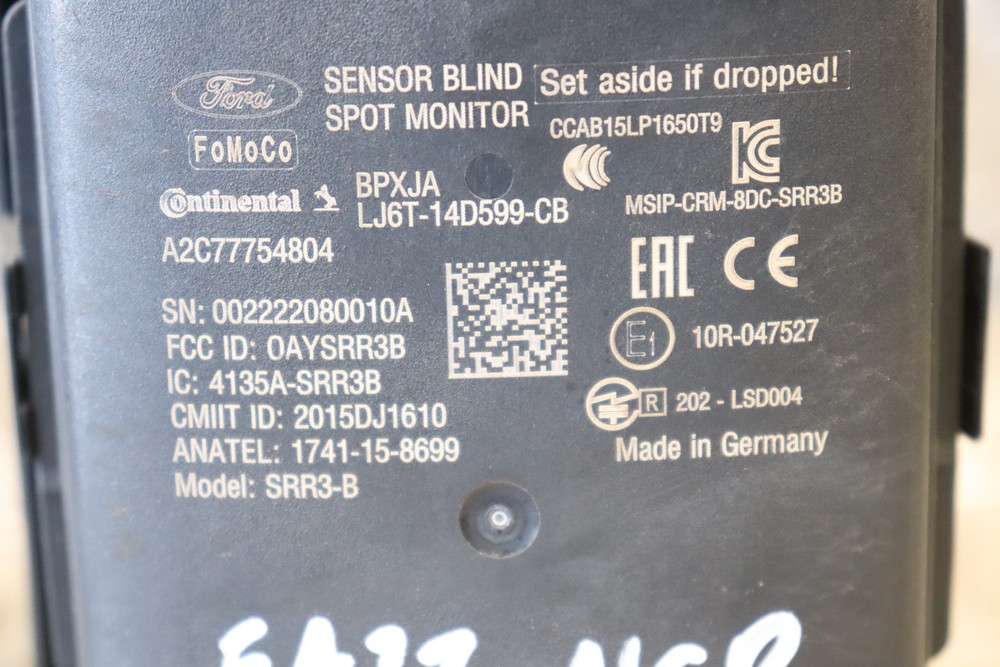 Ford
SENSOR BLIND
SPOT MONITOR
Set aside if dropped!
FoMoCo
CCAB15LP1650T9
Continental
BPXJA
LJ6T-14D599-CB
MSIP-CRM-8DC-SRR3B
A2C77754804
EAC CE
SN: 002222080010A
FCC ID: OAYSRR3B
E1 10R-047527
IC: 4135A-SRR3B
R 202 - LSD004
CMIIT ID: 2015DJ1610
Made in Germany
ANATEL: 1741-15-8699
Model: SRR3-B